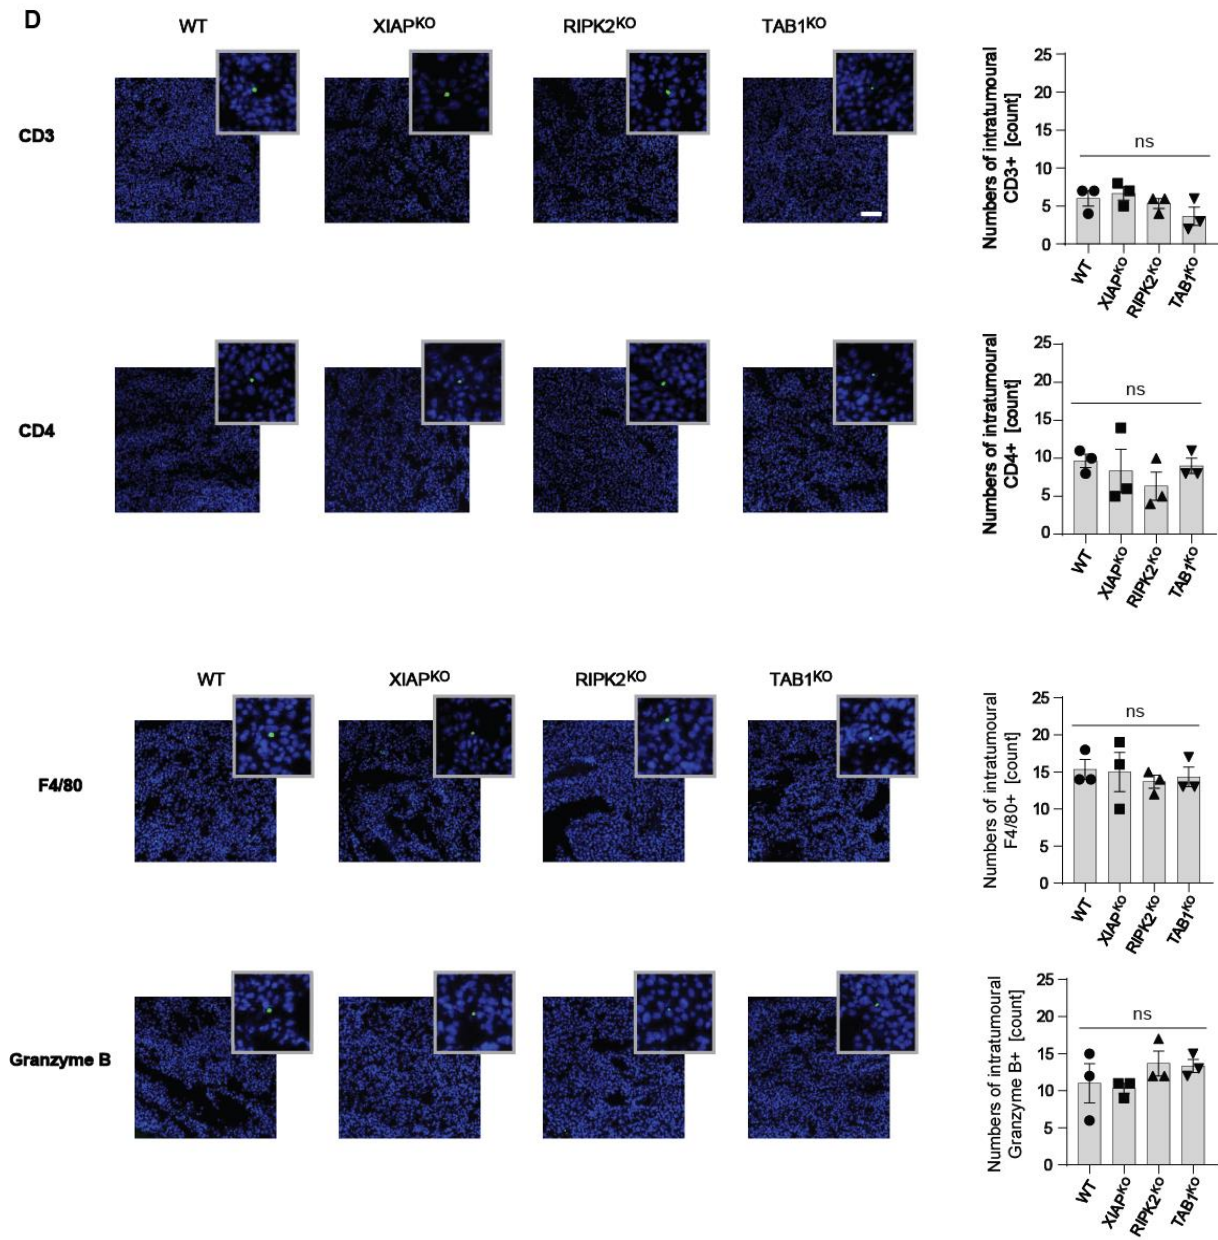 D
WT XIAPKO RIPK2KO TAB1KO
CD3
Numbers of intratumoural
CD3+ [count]
25
20
15
10
5
0
ns
WT XIAPKO RIPK2KO TAB1KO
CD4
Numbers of intratumoural
CD4+ [count]
25
20
15
10
5
0
ns
WT XIAPKO RIPK2KO TAB1KO
WT XIAPKO RIPK2KO TAB1KO
F4/80
Numbers of intratumoural
F4/80+ [count]
25
20
15
10
5
0
ns
WT XIAPKO RIPK2KO TAB1KO
Granzyme B
Numbers of intratumoural
Granzyme B+ [count]
25
20
15
10
5
0
ns
WT XIAPKO RIPK2KO TAB1KO